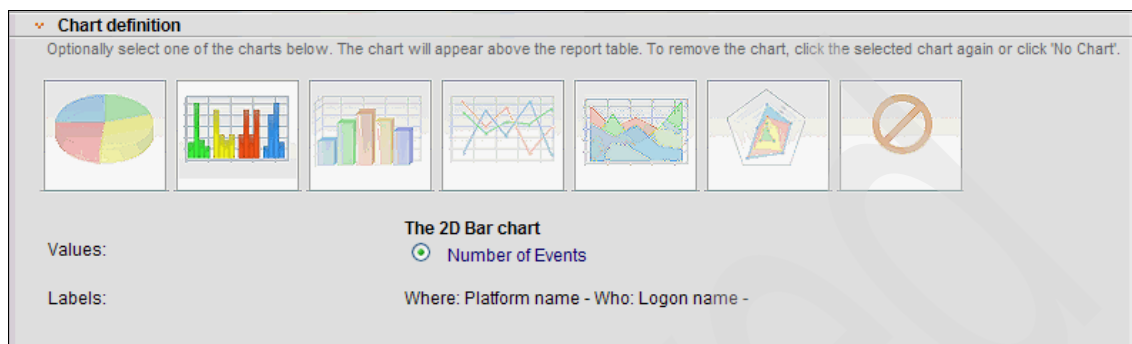 Chart definition
Optionally select one of the charts below. The chart will appear above the report table. To remove the chart, click the selected chart again or click 'No Chart'.
The 2D Bar chart
Values:
Number of Events
Labels:
Where: Platform name - Who: Logon name -